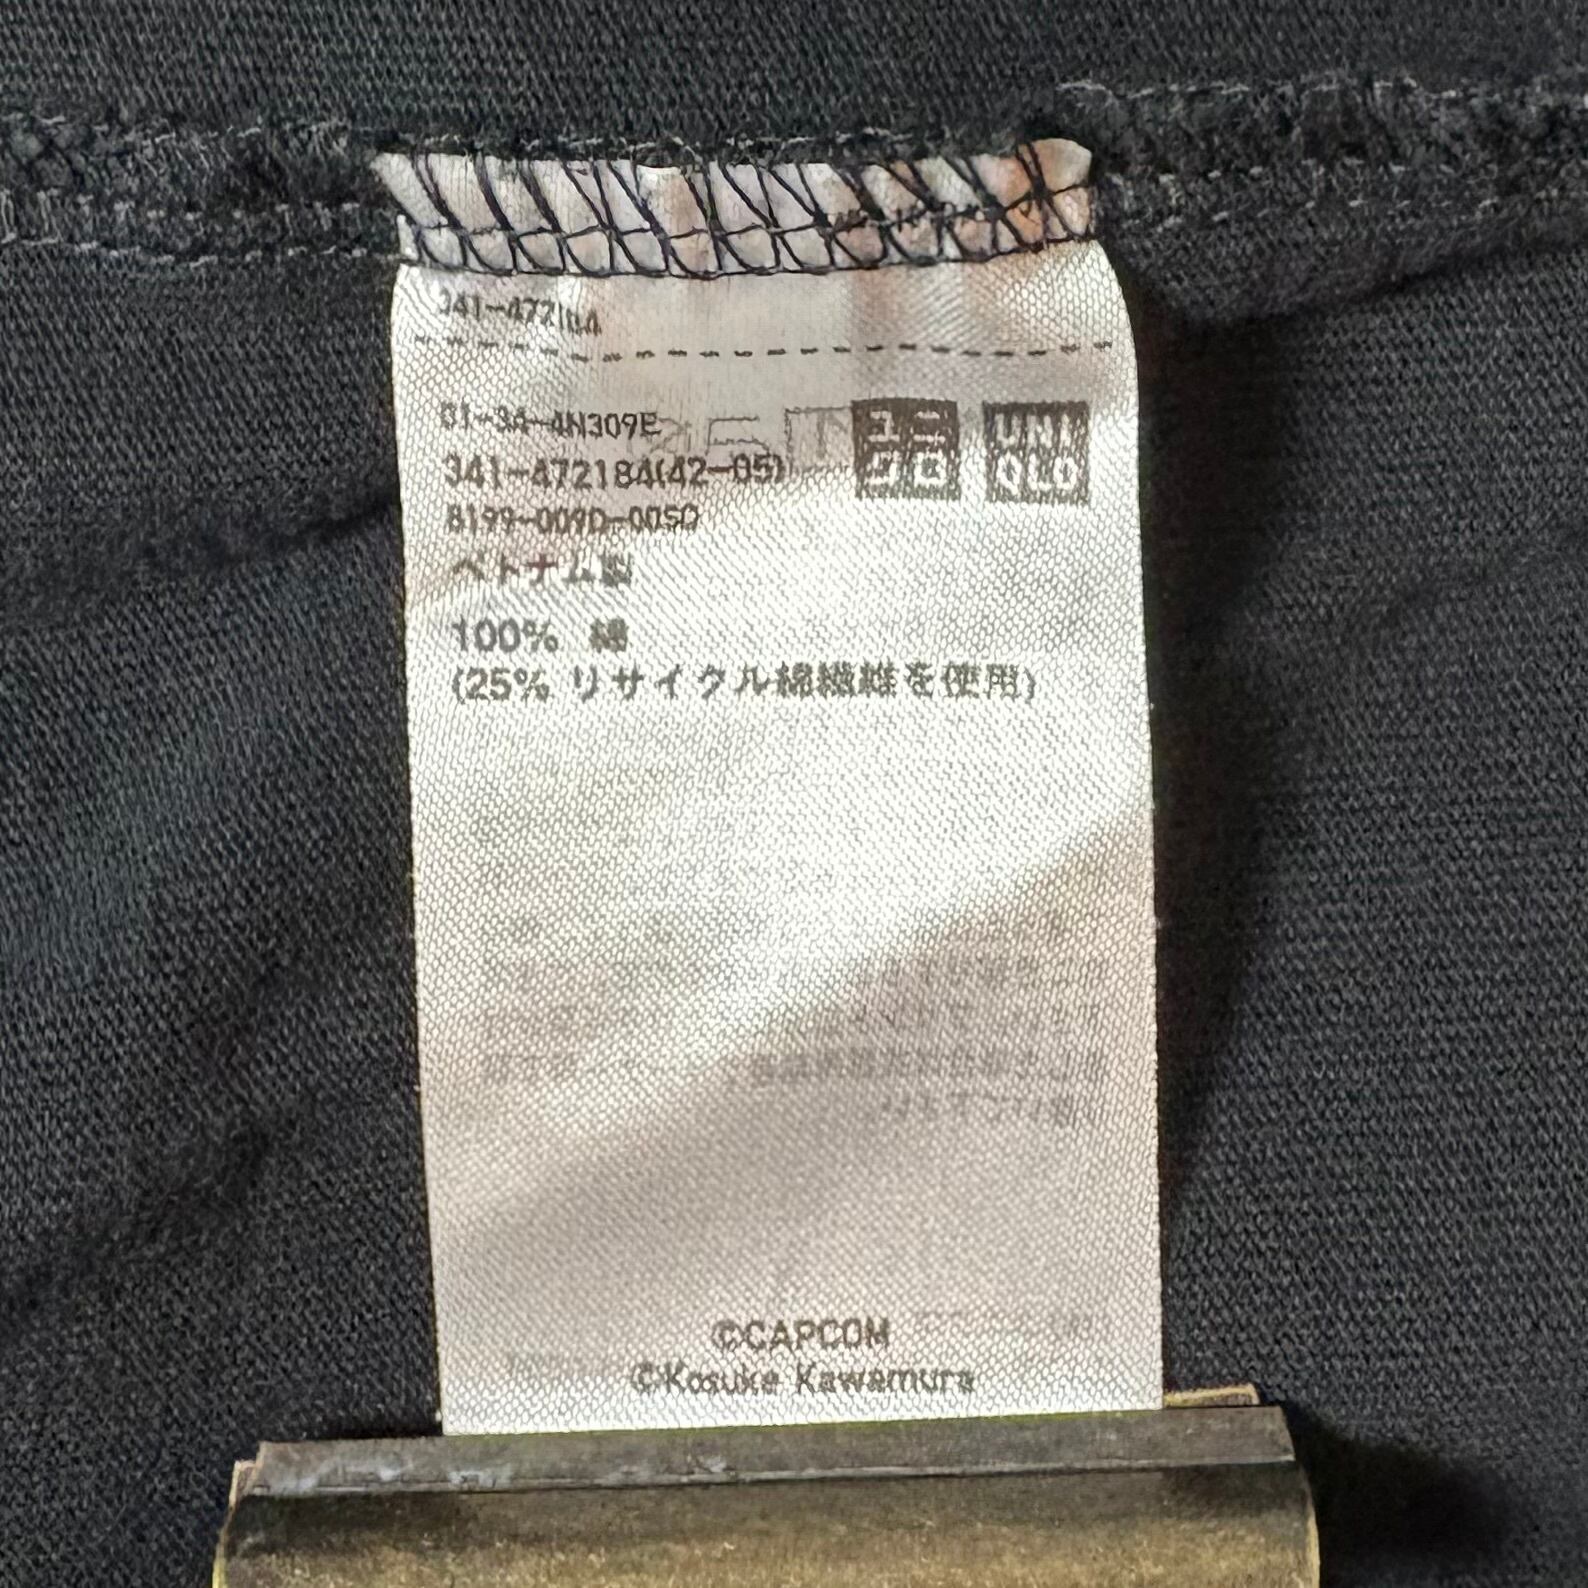 341-472184
01-34-4N309E
341-472184(42-05)
8199-009D-005D
ユニクロ UNIQLO
ベトナム製
100% 綿
(25% リサイクル綿繊維を使用)
©CAPCOM
©Kosuke Kawamura